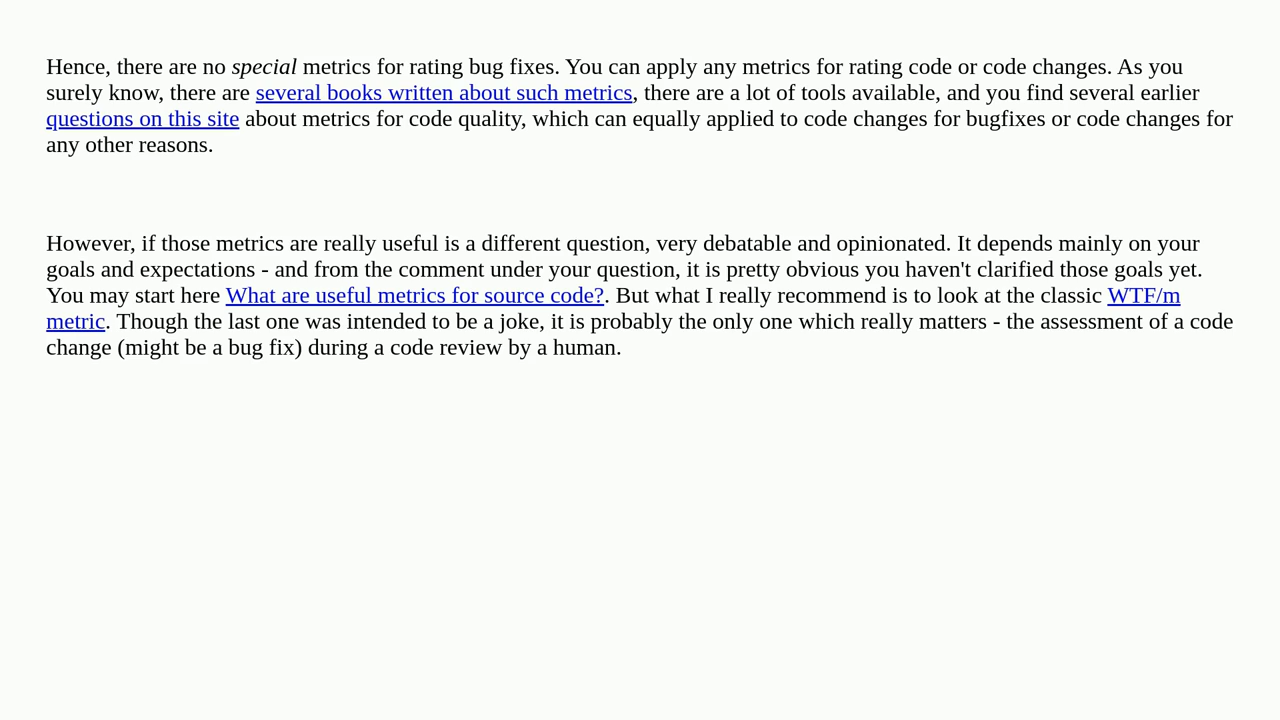 Hence, there are no special metrics for rating bug fixes. You can apply any metrics for rating code or code changes. As you
surely know, there are several books written about such metrics, there are a lot of tools available, and you find several earlier
questions on this site about metrics for code quality, which can equally applied to code changes for bugfixes or code changes for
any other reasons.
However, if those metrics are really useful is a different question, very debatable and opinionated. It depends mainly on your
goals and expectations - and from the comment under your question, it is pretty obvious you haven't clarified those goals yet.
You may start here What are useful metrics for source code?. But what I really recommend is to look at the classic WTF/m
metric. Though the last one was intended to be a joke, it is probably the only one which really matters - the assessment of a code
change (might be a bug fix) during a code review by a human.